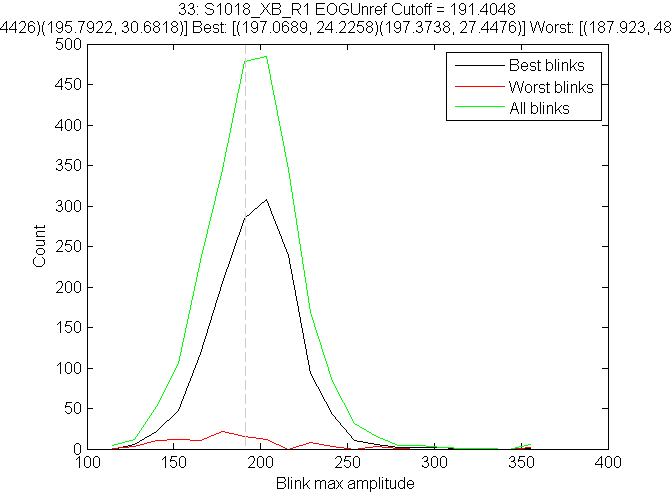 33: S1018_XB_R1 EOGUnref Cutoff = 191.4048
4426)(195.7922, 30.6818)] Best: [(197.0689, 24.2258)(197.3738, 27.4476)] Worst: [(187.923, 48
500
450
400
350
300
250
200
150
100
50
0
Count
Best blinks
Worst blinks
All blinks
100 150 200 250 300 350 400
Blink max amplitude